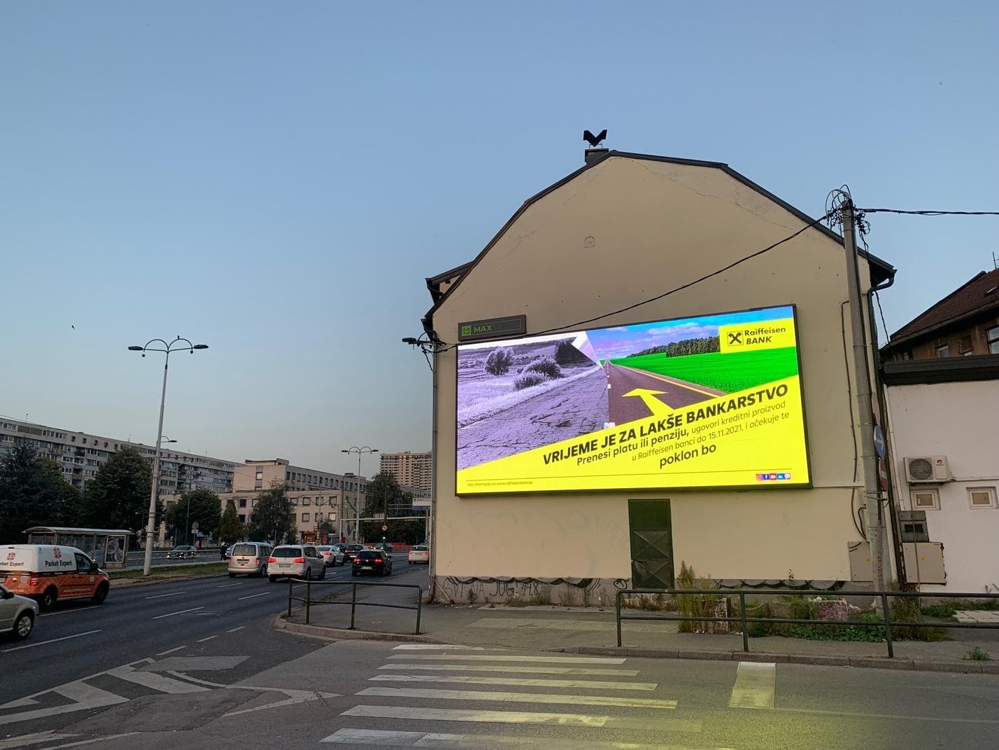 MAX
Raiffeisen
BANK
VRIJEME JE ZA LAKŠE BANKARSTVO
Prenesi platu ili penziju, ugovori kreditni proizvod
u Raiffeisen banci do 15.11.2021. i očekuje te
poklon bo
Više informacija na www.raiffeisenbank.ba
Parket Expert
Parket Expert
JUG